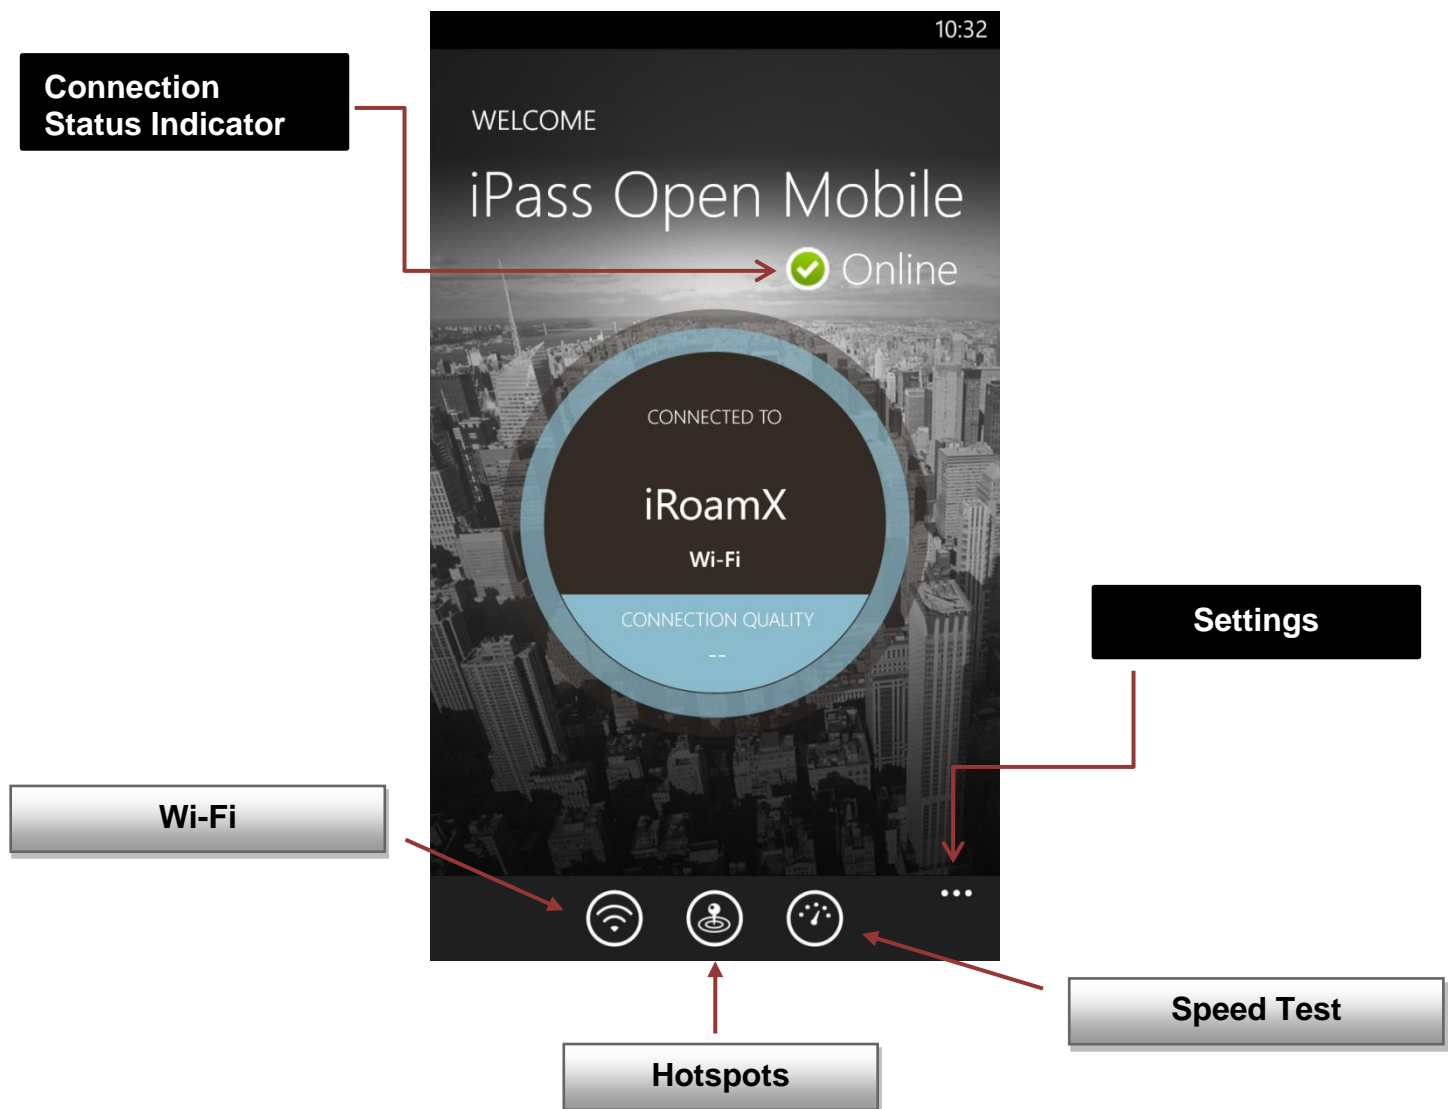 10:32
Connection
Status Indicator
WELCOME
iPass Open Mobile
Online
CONNECTED TO
iRoamX
Wi-Fi
CONNECTION QUALITY
--
Settings
Wi-Fi
...
Speed Test
Hotspots